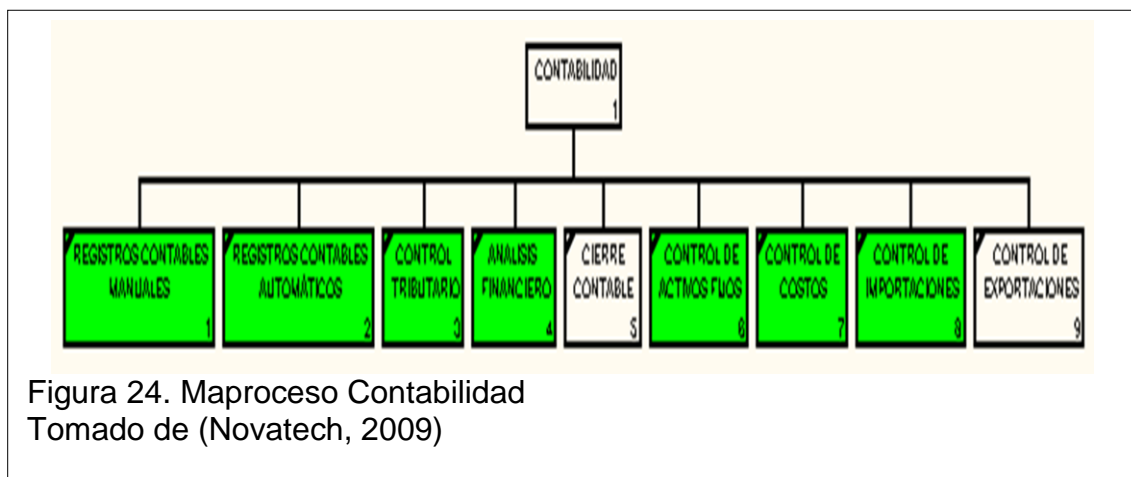 CONTABILIDAD
1
REGISTROS CONTABLES
MANUALES
1
REGISTROS CONTABLES
AUTOMÁTICOS
2
CONTROL
TRIBUTARIO
3
ANALISIS
FINANCIERO
4
CIERRE
CONTABLE
5
CONTROL DE
ACTIVOS FIJOS
6
CONTROL DE
COSTOS
7
CONTROL DE
IMPORTACIONES
8
CONTROL DE
EXPORTACIONES
9
Figura 24. Maproceso Contabilidad
Tomado de (Novatech, 2009)